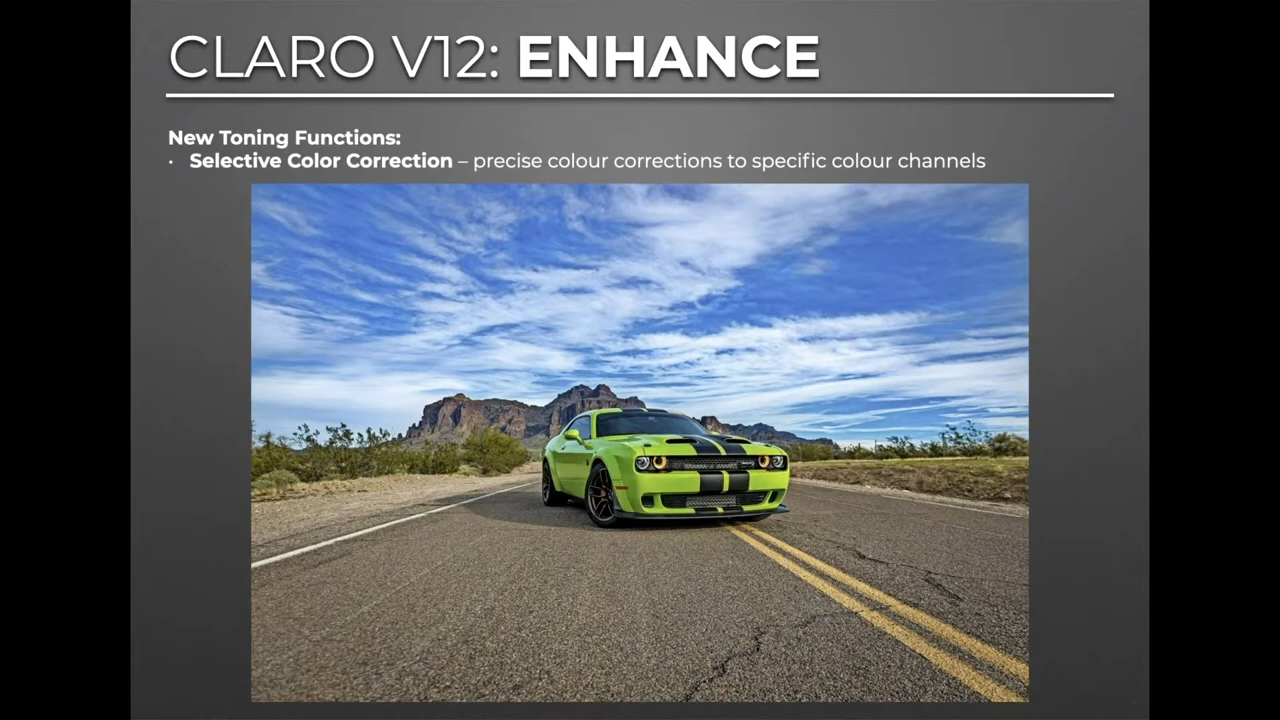 CLARO V12: ENHANCE
New Toning Functions:
• Selective Color Correction – precise colour corrections to specific colour channels